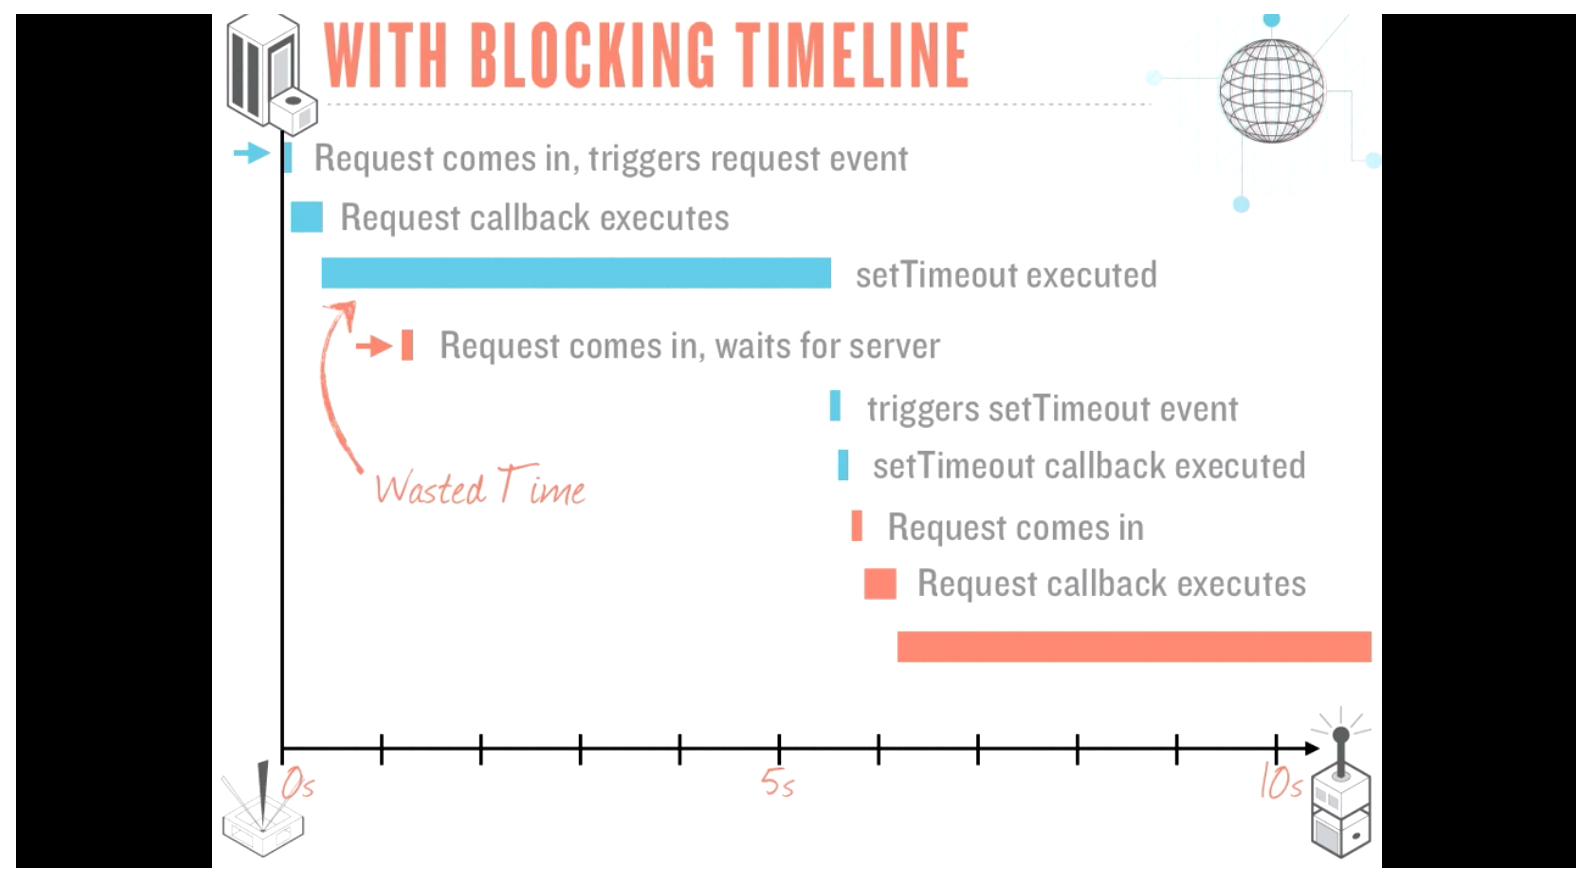 WITH BLOCKING TIMELINE
Request comes in, triggers request event
Request callback executes
setTimeout executed
Request comes in, waits for server
triggers setTimeout event
setTimeout callback executed
Wasted Time
Request comes in
Request callback executes
0s 5s 10s